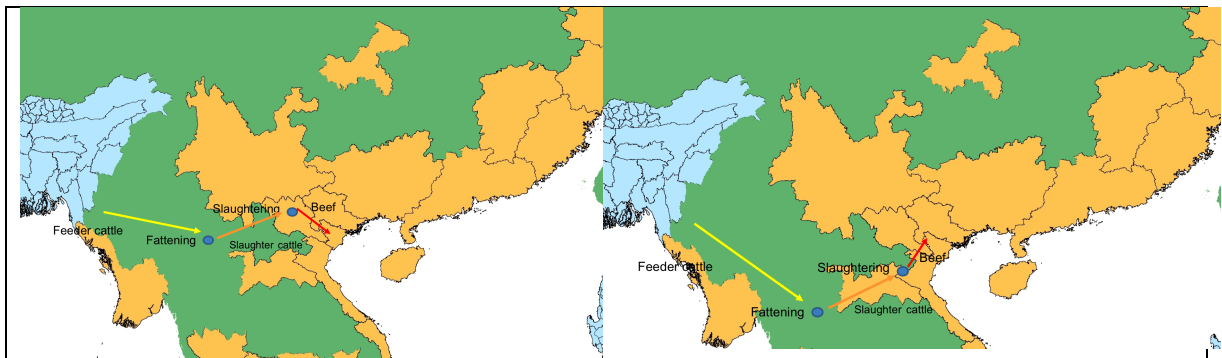 Slaughtering
Beef
Feeder cattle
Fattening
Slaughter cattle
Feeder cattle
Slaughtering
Beef
Fattening
Slaughter cattle